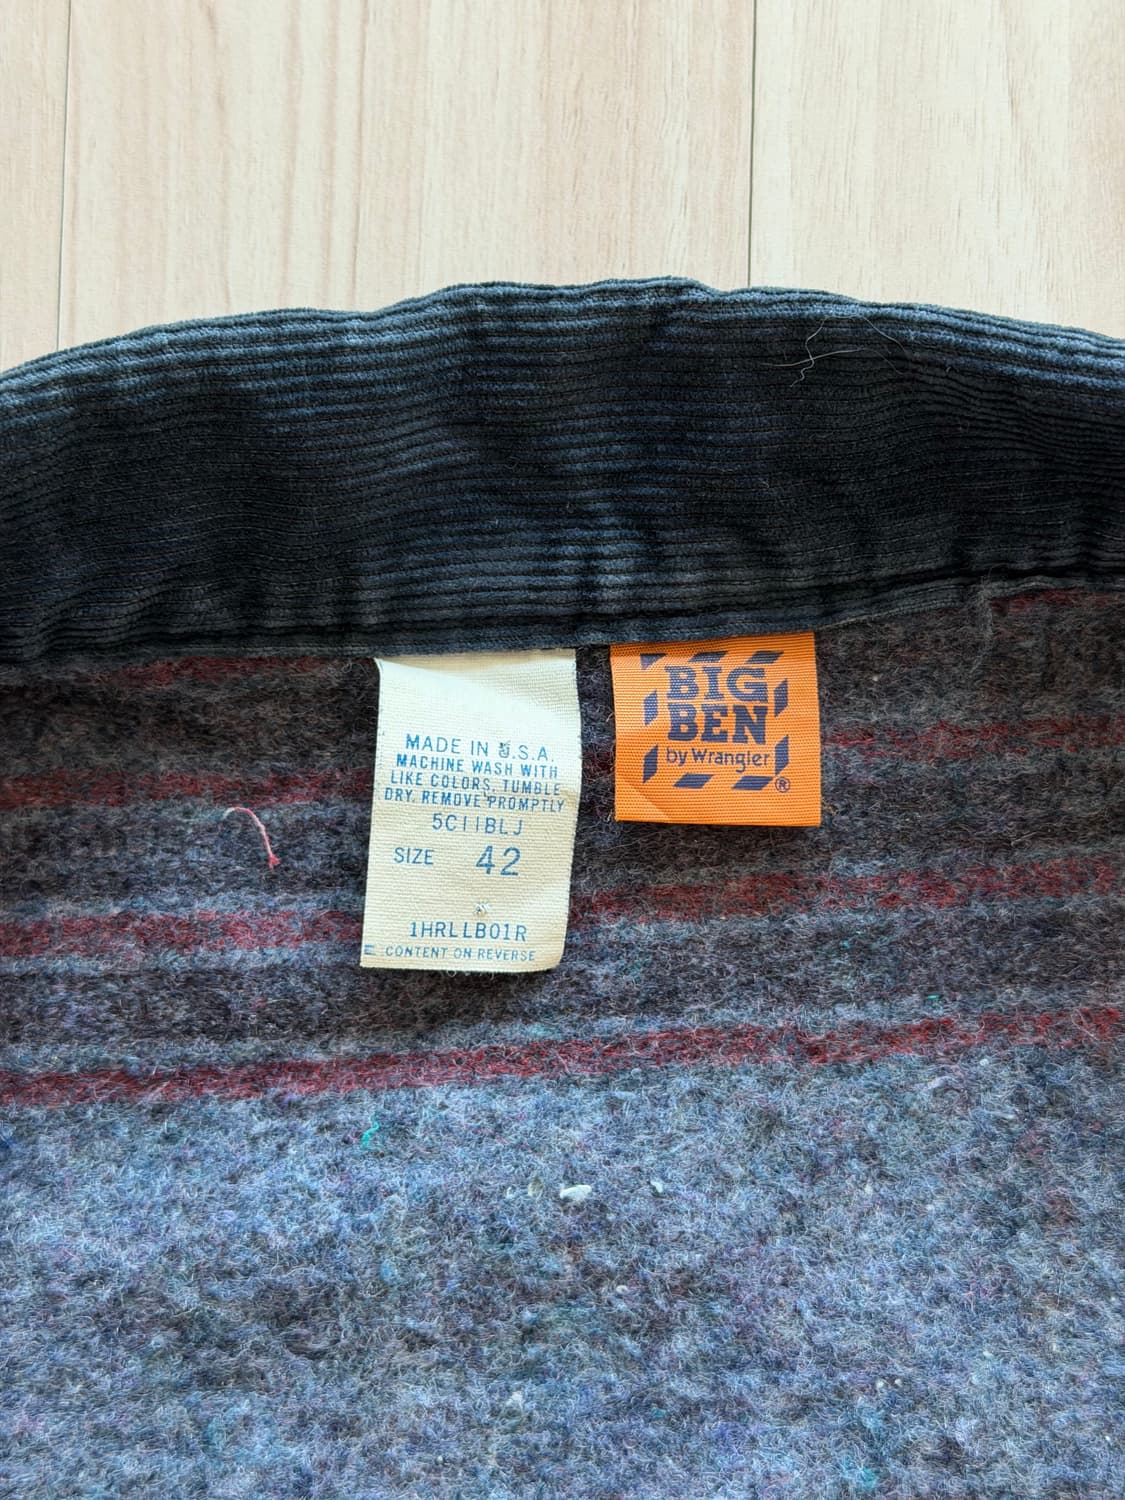 MADE IN U.S.A.
MACHINE WASH WITH
LIKE COLORS, TUMBLE
DRY. REMOVE PROMPTLY
5C11BLJ
SIZE 42
1HRLLB01R
CONTENT ON REVERSE
BIG
BEN
by Wrangler
®